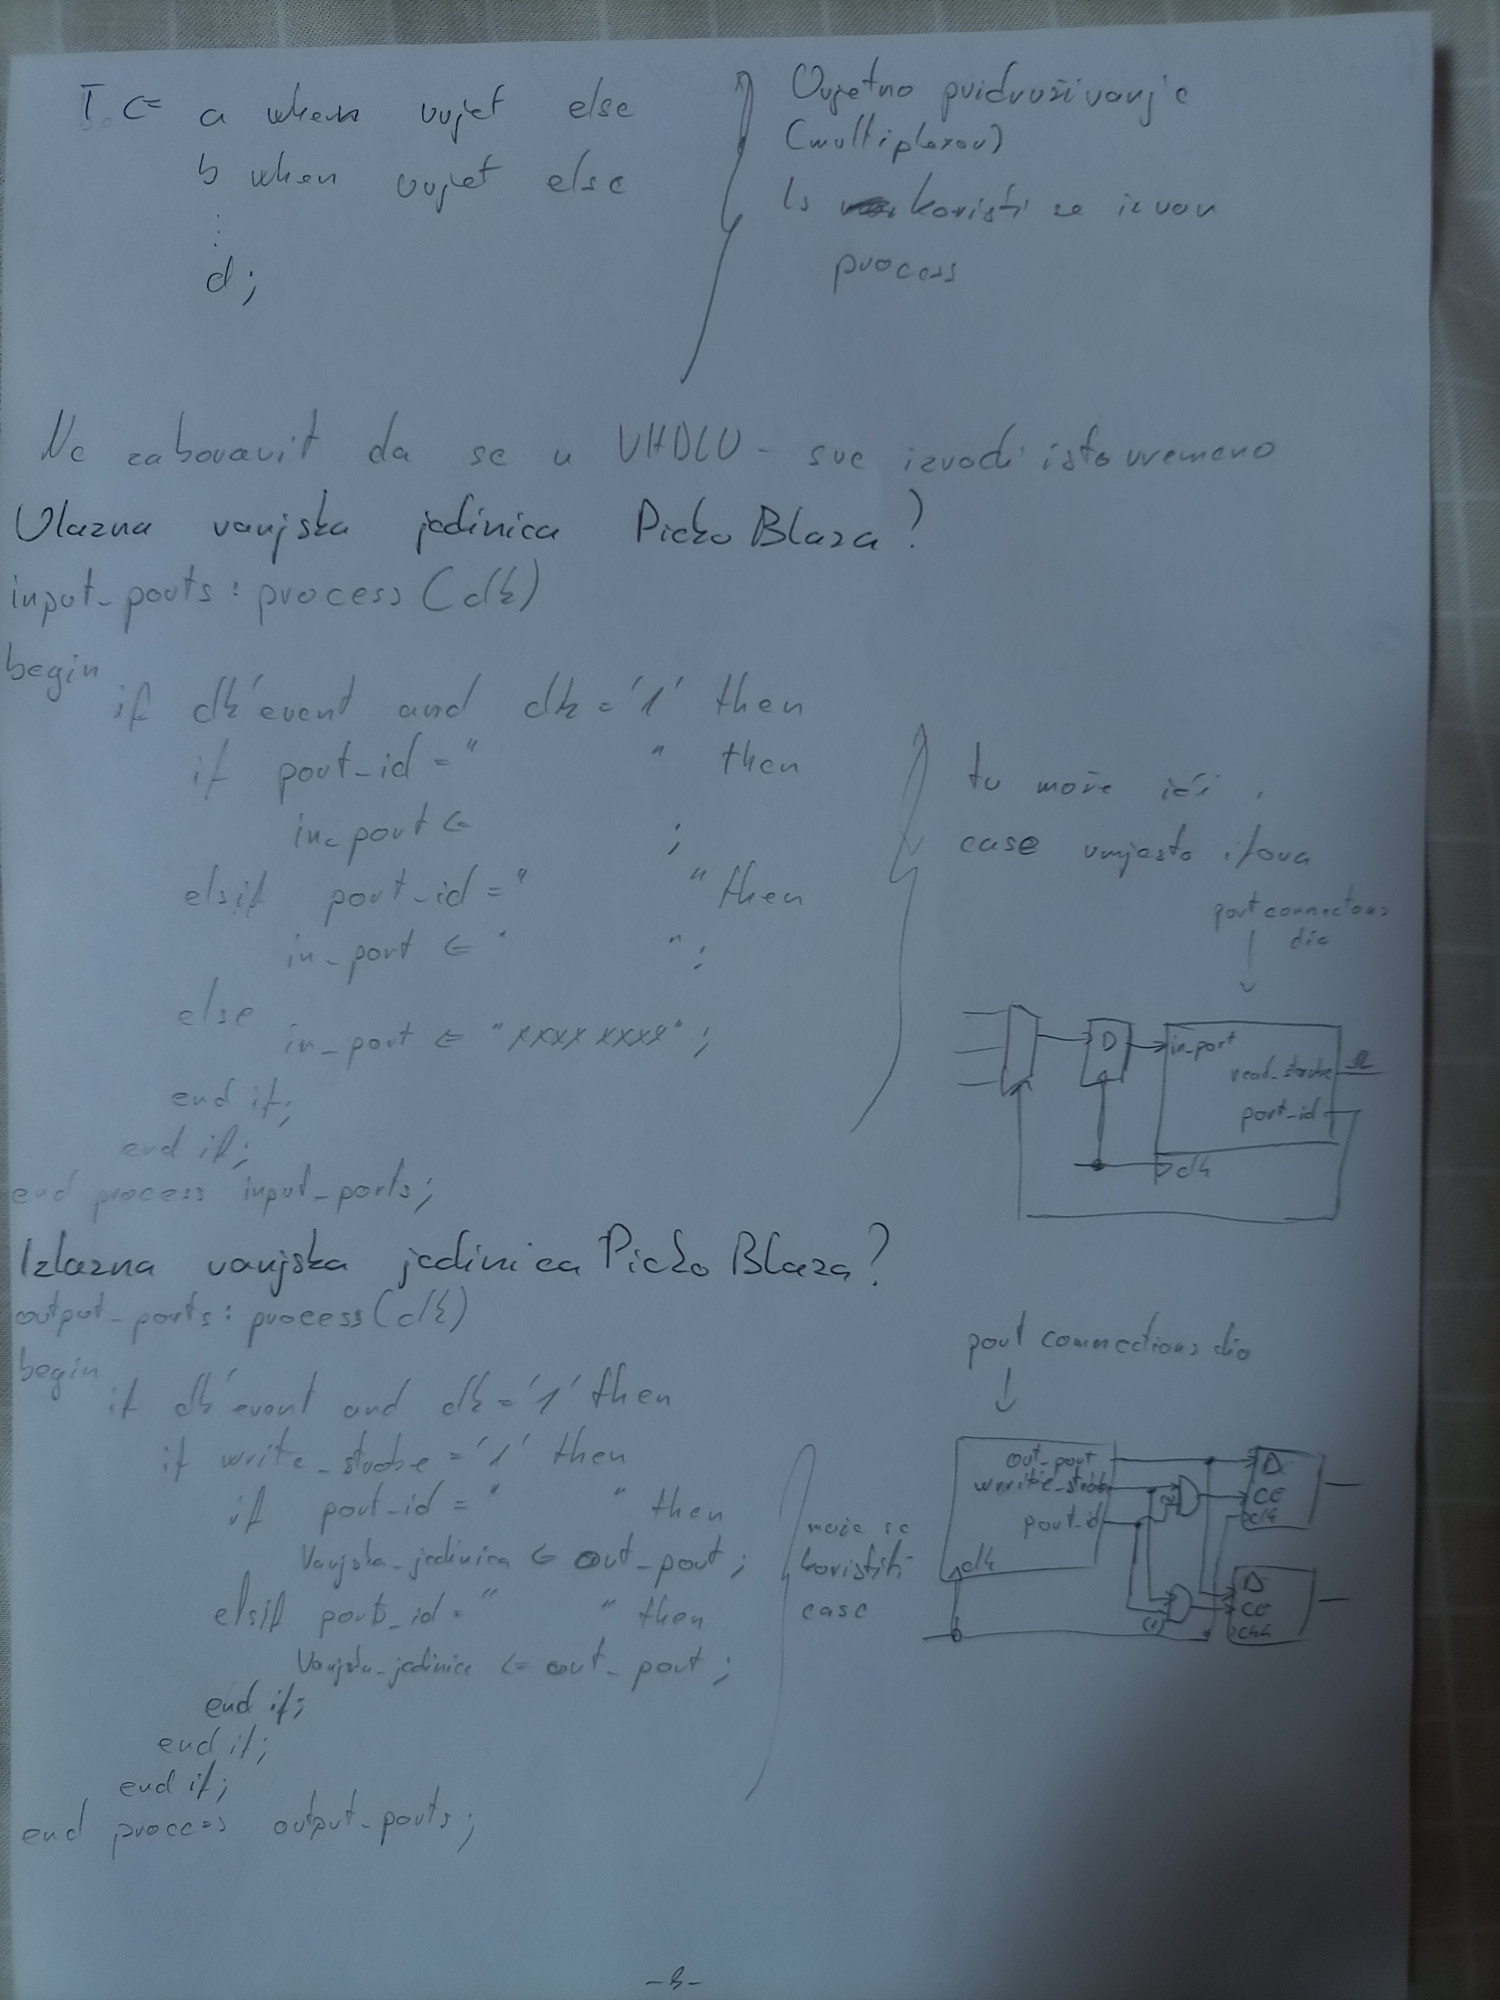 I <= a when uvjet else
b when uvjet else
:
d;
Uvjetno pridruživanje
(multiplexor)
Ls koristi se izvan
process
Ne zaboravit da se u VHDLU - sve izvodi istovremeno
Ulazna vanjska jedinica PicoBlaza?
input_ports: process (clk)
begin
if clk'event and clk = '1' then
if port_id = " " then
in_port <= ;
elsif port_id = " " then
in_port <= " ";
else
in_port <= "xxxx xxxx";
end if;
end if;
end process input_ports;
tu može ići
case umjesto ifova
port connections
dio
D
in_port
read_strobe
port_id
clk
Izlazna vanjska jedinica PicoBlaza?
output_ports: process (clk)
begin
if clk'event and clk = '1' then
if write_strobe = '1' then
if port_id = " " then
Vanjska_jedinica <= out_port;
elsif port_id = " " then
Vanjska_jedinica <= out_port;
end if;
end if;
end if;
end process output_ports;
može se
koristiti
case
port connections dio
out_port
write_strobe
port_id
clk
D
CE
clk
D
CE
clk